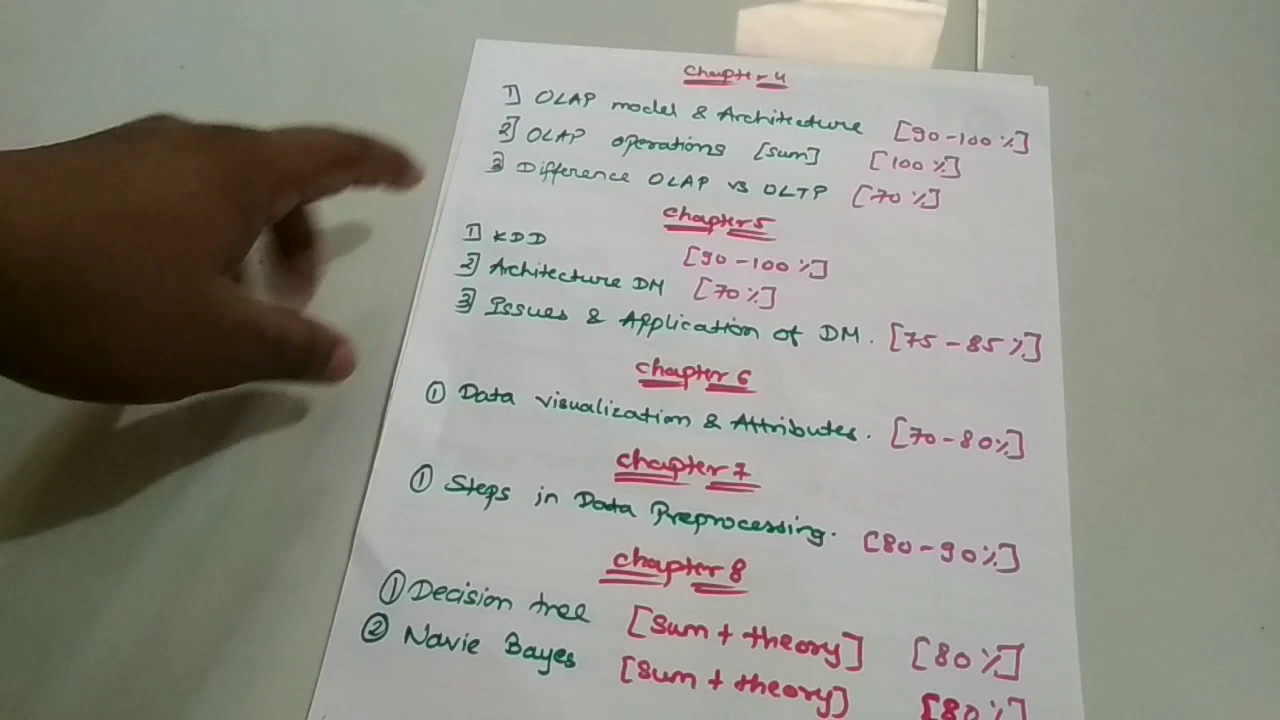 Chapter 4
1] OLAP model & Architecture [90-100%]
2] OLAP operations [sum] [100%]
3] Difference OLAP vs OLTP [70%]
Chapter 5
1] KDD [90-100%]
2] Architecture DM [70%]
3] Issues & Application of DM. [75-85%]
Chapter 6
① Data visualization & Attributes. [70-80%]
Chapter 7
① Steps in Data Preprocessing. [80-90%]
Chapter 8
① Decision tree [Sum + theory] [80%]
② Navie Bayes [Sum + theory] [80%]